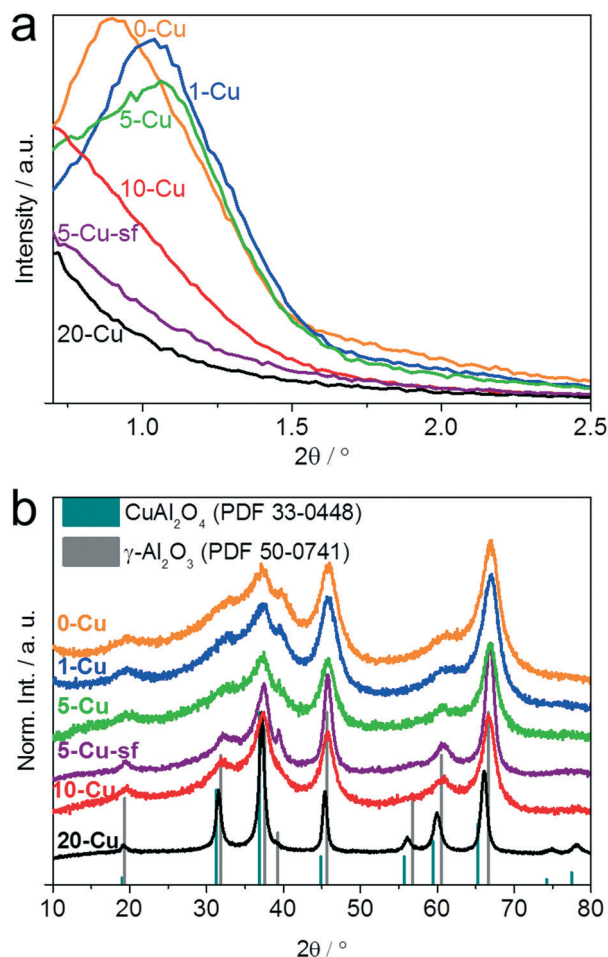 a
0-Cu
1-Cu
5-Cu
10-Cu
5-Cu-sf
20-Cu
Intensity / a.u.
1.0 1.5 2.0 2.5
2θ / °
b
CuAl₂O₄ (PDF 33-0448)
γ-Al₂O₃ (PDF 50-0741)
0-Cu
1-Cu
5-Cu
5-Cu-sf
10-Cu
20-Cu
Norm. Int. / a. u.
10 20 30 40 50 60 70 80
2θ / °